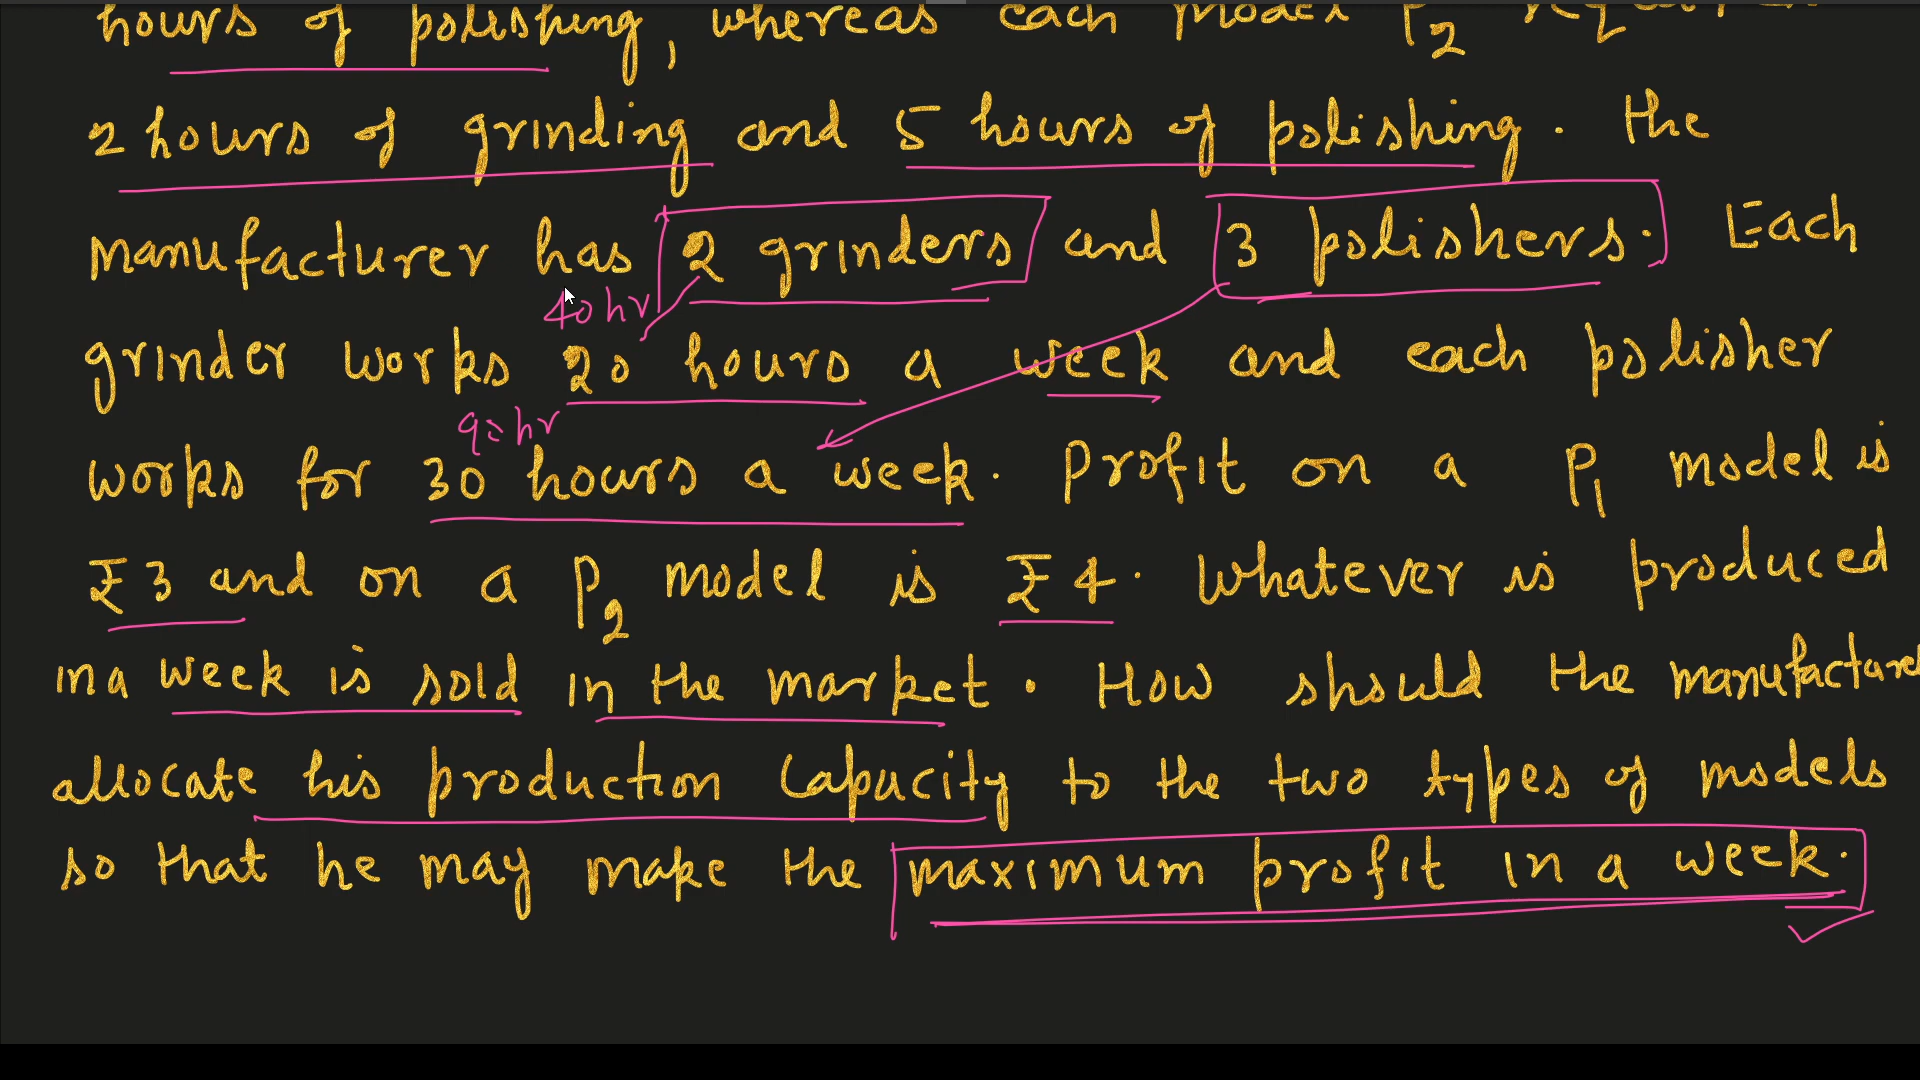 hours of polishing, whereas each model P2 requires
2 hours of grinding and 5 hours of polishing. The
manufacturer has 2 grinders and 3 polishers. Each
40 hr
grinder works 20 hours a week and each polisher
90 hr
works for 30 hours a week. Profit on a P1 model is
₹3 and on a P2 model is ₹4. Whatever is produced
in a week is sold in the market. How should the manufacturer
allocate his production capacity to the two types of models
so that he may make the maximum profit in a week.